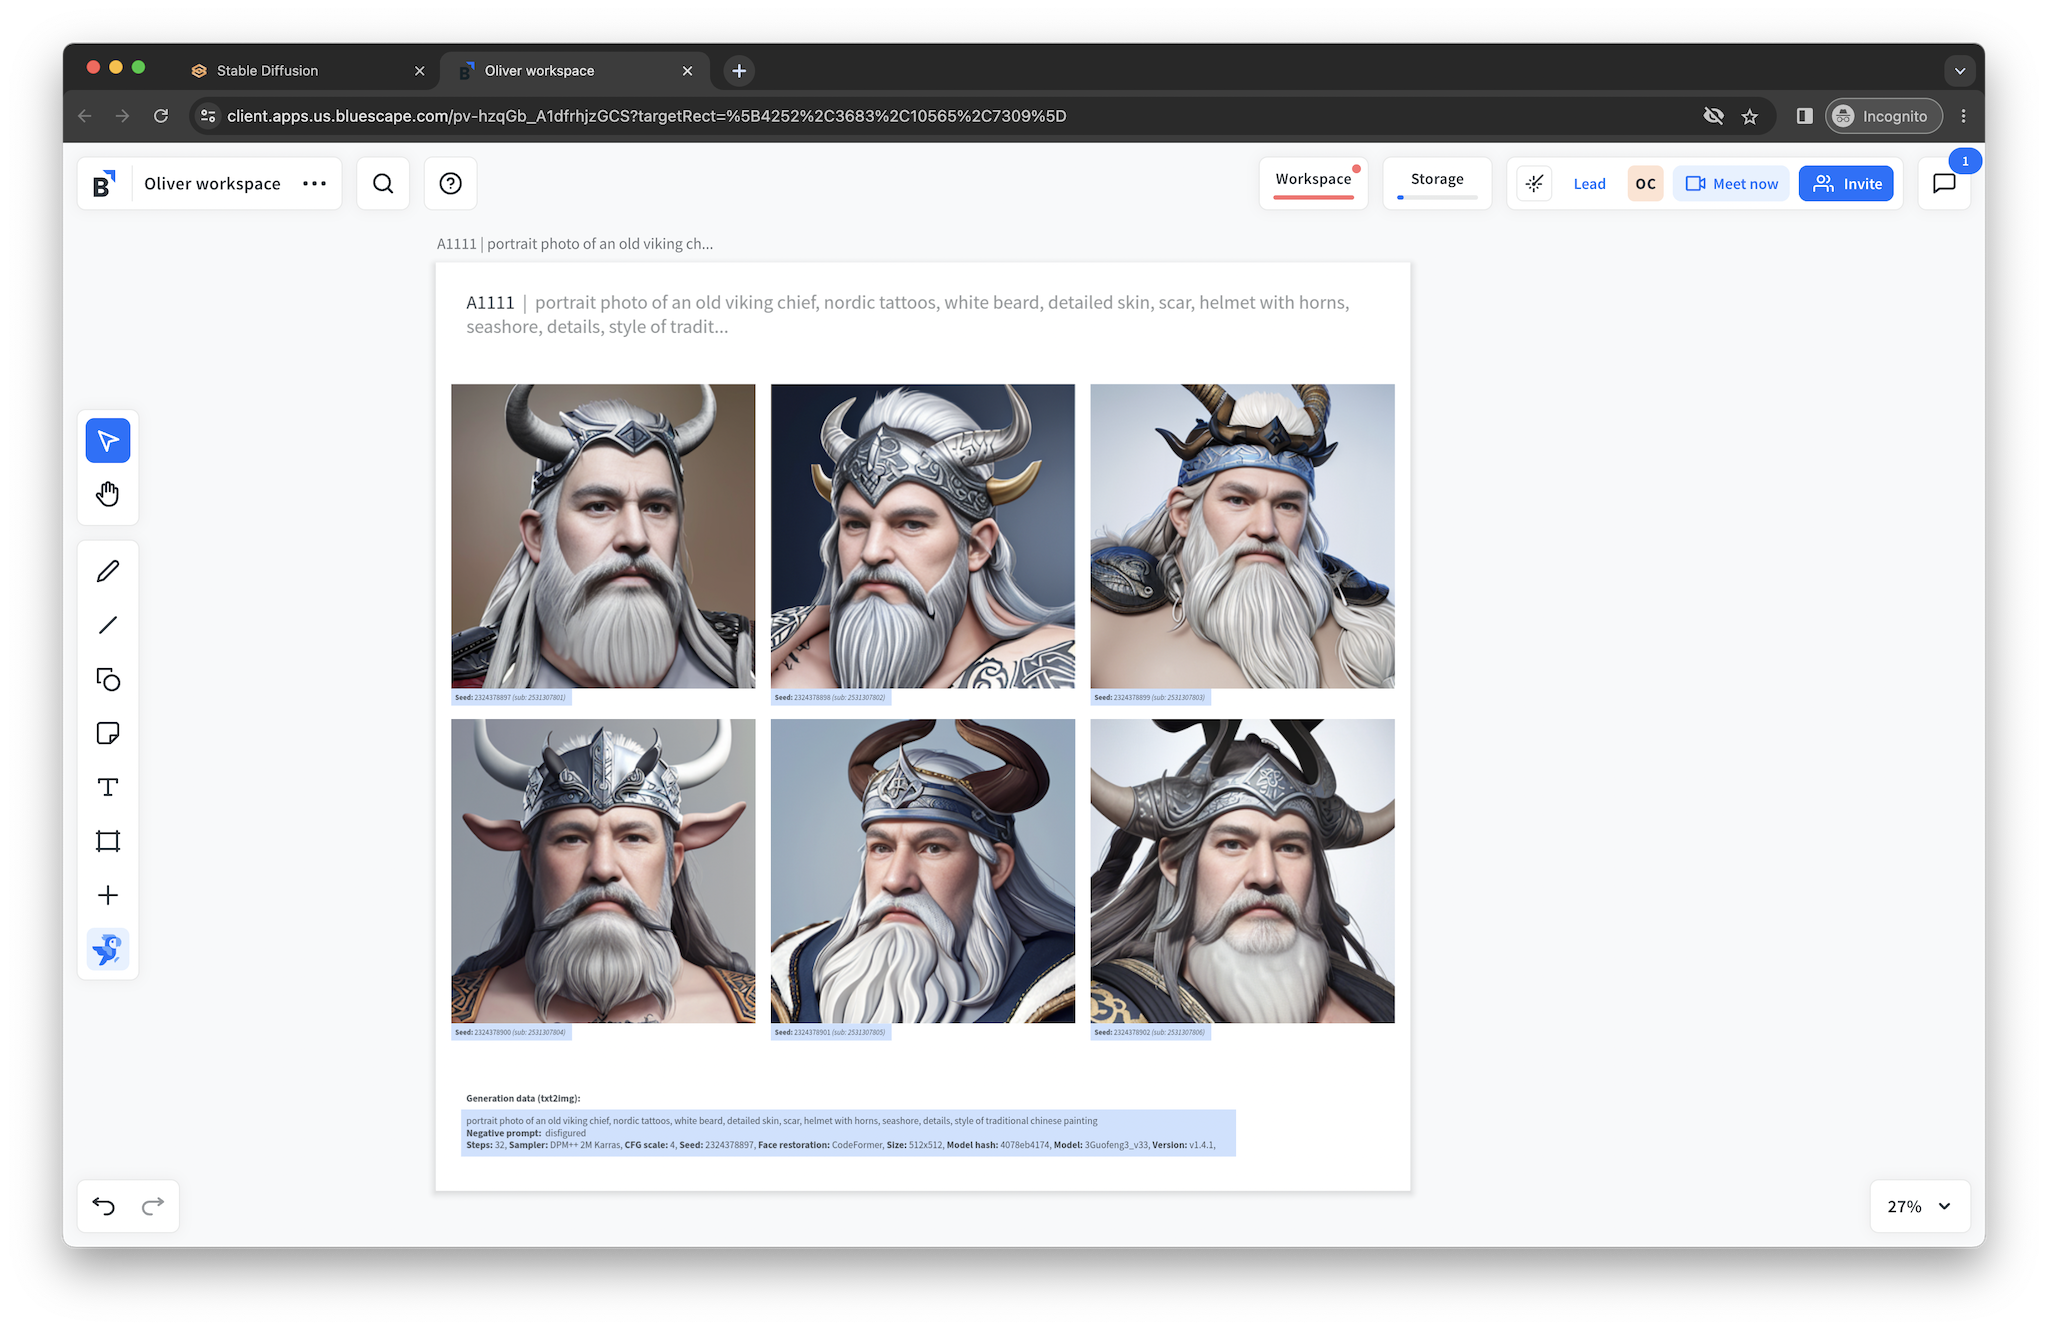 Stable Diffusion
Oliver workspace
client.apps.us.bluescape.com/pv-hzqGb_A1dfrhjzGCS?targetRect=%5B4252%2C3683%2C10565%2C7309%5D
Incognito
B
Oliver workspace
Workspace
Storage
Lead
OC
Meet now
Invite
1
A1111 | portrait photo of an old viking ch...
A1111 | portrait photo of an old viking chief, nordic tattoos, white beard, detailed skin, scar, helmet with horns,
seashore, details, style of tradit...
Seed: 2324378897 (sub: 2531307801)
Seed: 2324378898 (sub: 2531307802)
Seed: 2324378899 (sub: 2531307803)
Seed: 2324378900 (sub: 2531307804)
Seed: 2324378901 (sub: 2531307805)
Seed: 2324378902 (sub: 2531307806)
Generation data (txt2img):
portrait photo of an old viking chief, nordic tattoos, white beard, detailed skin, scar, helmet with horns, seashore, details, style of traditional chinese painting
Negative prompt: disfigured
Steps: 32, Sampler: DPM++ 2M Karras, CFG scale: 4, Seed: 2324378897, Face restoration: CodeFormer, Size: 512x512, Model hash: 4078eb4174, Model: 3Guofeng3_v33, Version: v1.4.1,
27%